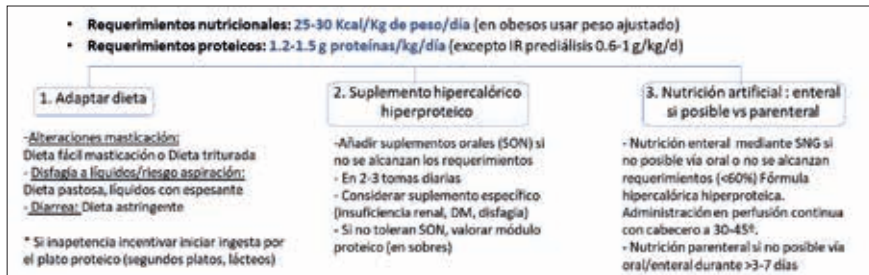 • Requerimientos nutricionales: 25-30 Kcal/Kg de peso/día (en obesos usar peso ajustado)
• Requerimientos proteicos: 1.2-1.5 g proteínas/kg/día (excepto IR prediálisis 0.6-1 g/kg/d)
1. Adaptar dieta
-Alteraciones masticación:
Dieta fácil masticación o Dieta triturada
- Disfagia a líquidos/riesgo aspiración:
Dieta pastosa, líquidos con espesante
- Diarrea: Dieta astringente
* Si inapetencia incentivar iniciar ingesta por
el plato proteico (segundos platos, lácteos)
2. Suplemento hipercalórico
hiperproteico
-Añadir suplementos orales (SON) si
no se alcanzan los requerimientos
- En 2-3 tomas diarias
- Considerar suplemento específico
(insuficiencia renal, DM, disfagia)
- Si no toleran SON, valorar módulo
proteico (en sobres)
3. Nutrición artificial : enteral
si posible vs parenteral
- Nutrición enteral mediante SNG si
no posible vía oral o no se alcanzan
requerimientos (<60%) Fórmula
hipercalórica hiperproteica.
Administración en perfusión continua
con cabecero a 30-45º.
- Nutrición parenteral si no posible vía
oral/enteral durante >3-7 días